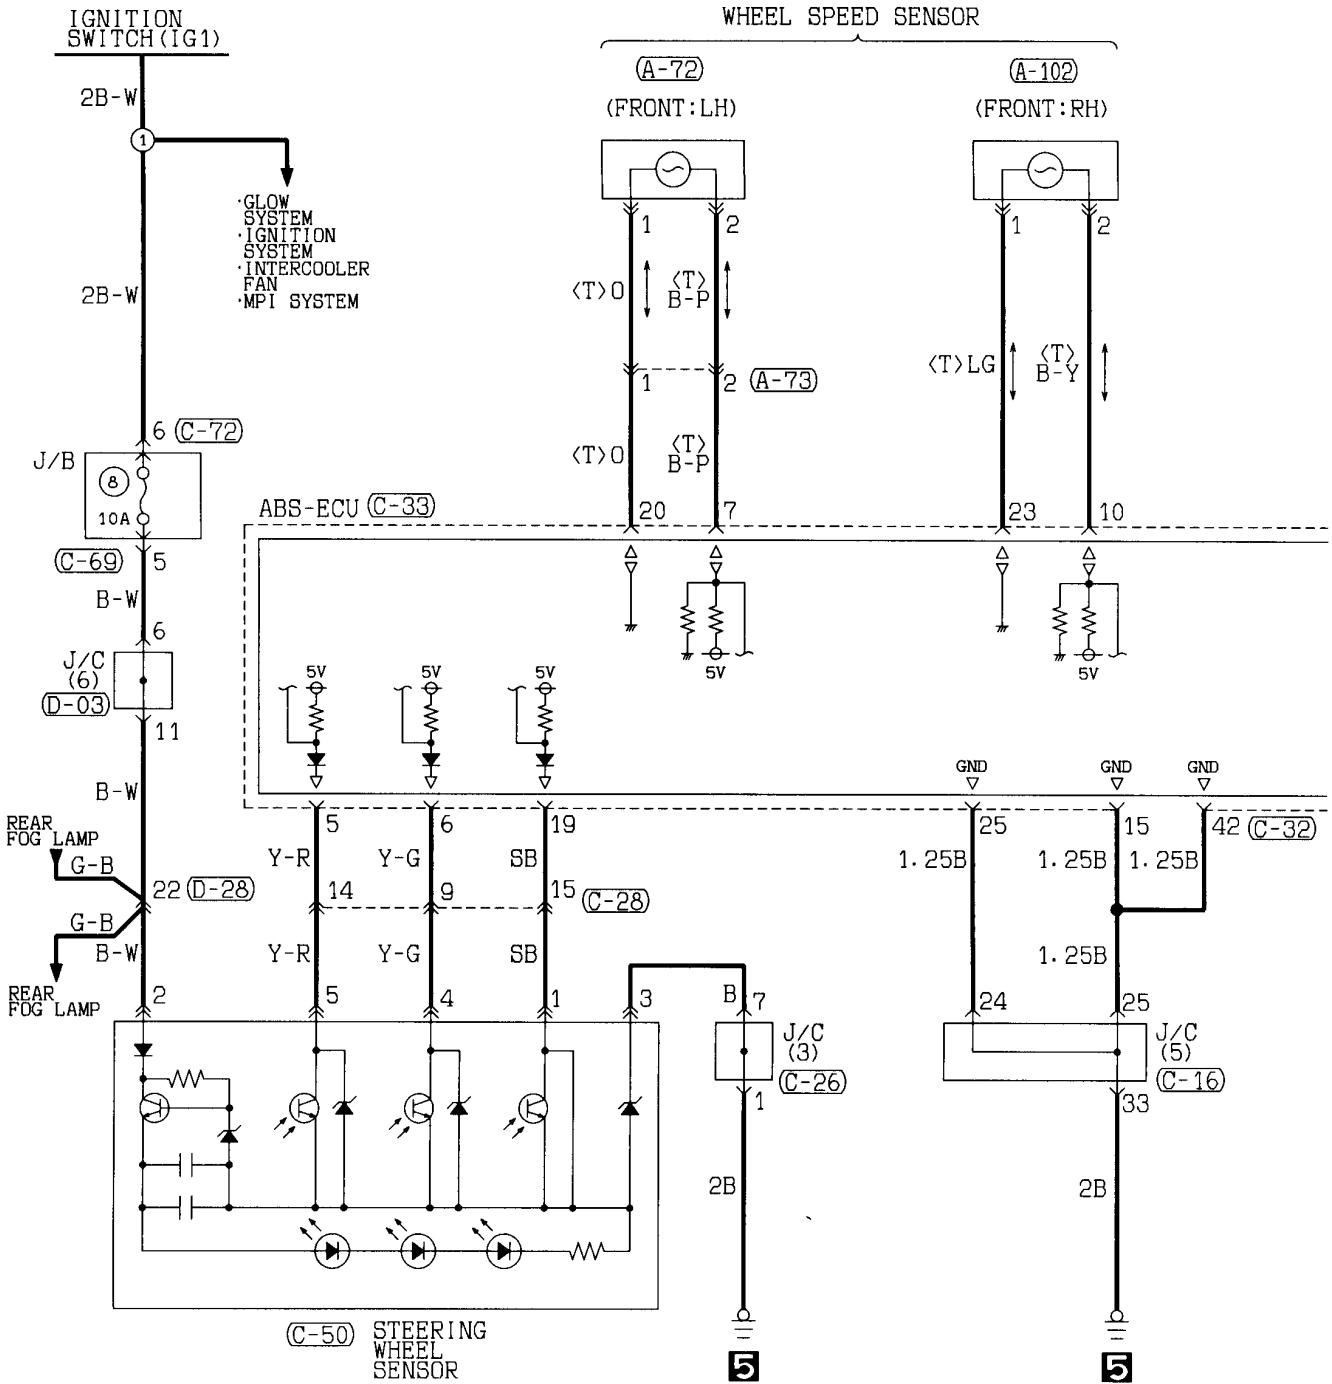 IGNITION
SWITCH(IG1)
WHEEL SPEED SENSOR
A-72
A-102
(FRONT:LH)
(FRONT:RH)
2B-W
1
·GLOW
SYSTEM
·IGNITION
SYSTEM
·INTERCOOLER
FAN
·MPI SYSTEM
1
2
1
2
2B-W
<T>O
<T>
B-P
<T>LG
<T>
B-Y
1
2
A-73
6
C-72
J/B
8
10A
<T>O
<T>
B-P
ABS-ECU
C-33
20
7
23
10
C-69
5
B-W
6
J/C
(6)
D-03
11
5V
5V
5V
5V
5V
B-W
GND
GND
GND
5
6
19
25
15
42
C-32
REAR
FOG LAMP
G-B
Y-R
Y-G
SB
1.25B
1.25B
1.25B
22
D-28
14
9
15
C-28
G-B
B-W
Y-R
Y-G
SB
1.25B
REAR
FOG LAMP
2
5
4
1
3
B
7
24
25
J/C
(3)
C-26
1
J/C
(5)
C-16
33
2B
2B
C-50
STEERING
WHEEL
SENSOR
5
5